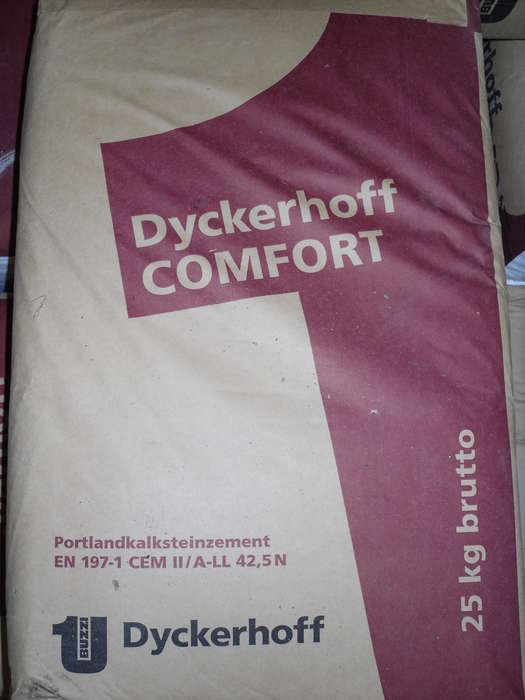 Dyckerhoff
COMFORT
25 kg brutto
Portlandkalksteinzement
EN 197-1 CEM II/A-LL 42,5 N
BUZZI
Dyckerhoff